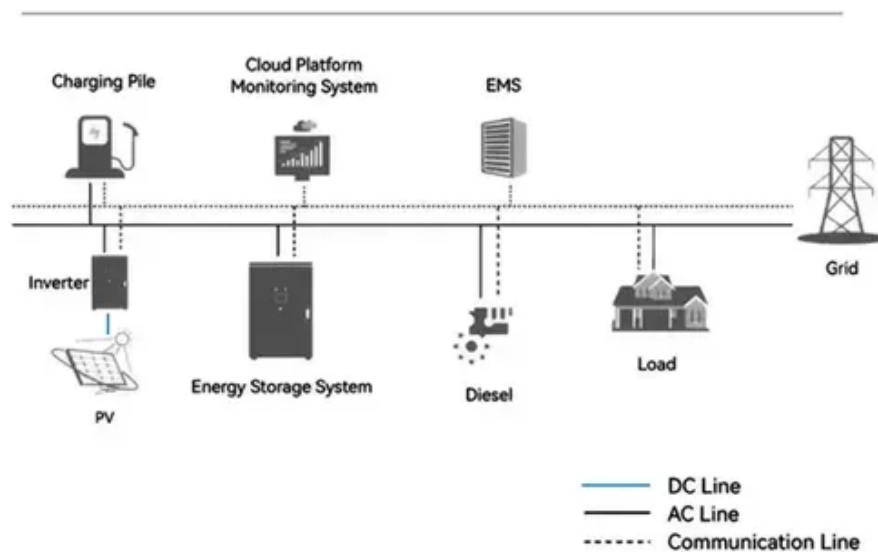 Charging Pile
Cloud Platform
Monitoring System
EMS
Inverter
Grid
PV
Energy Storage System
Diesel
Load
DC Line
AC Line
Communication Line